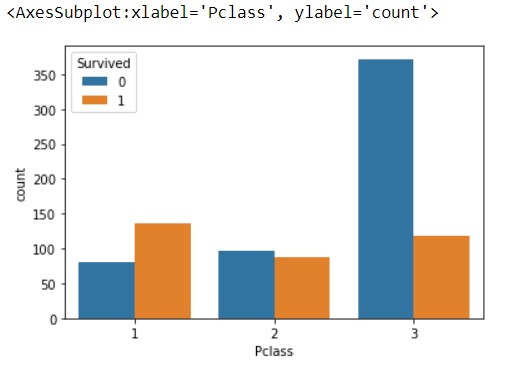 <AxesSubplot:xlabel='Pclass', ylabel='count'>
Survived
0
1
350
300
250
200
150
100
50
0
count
1 2 3
Pclass